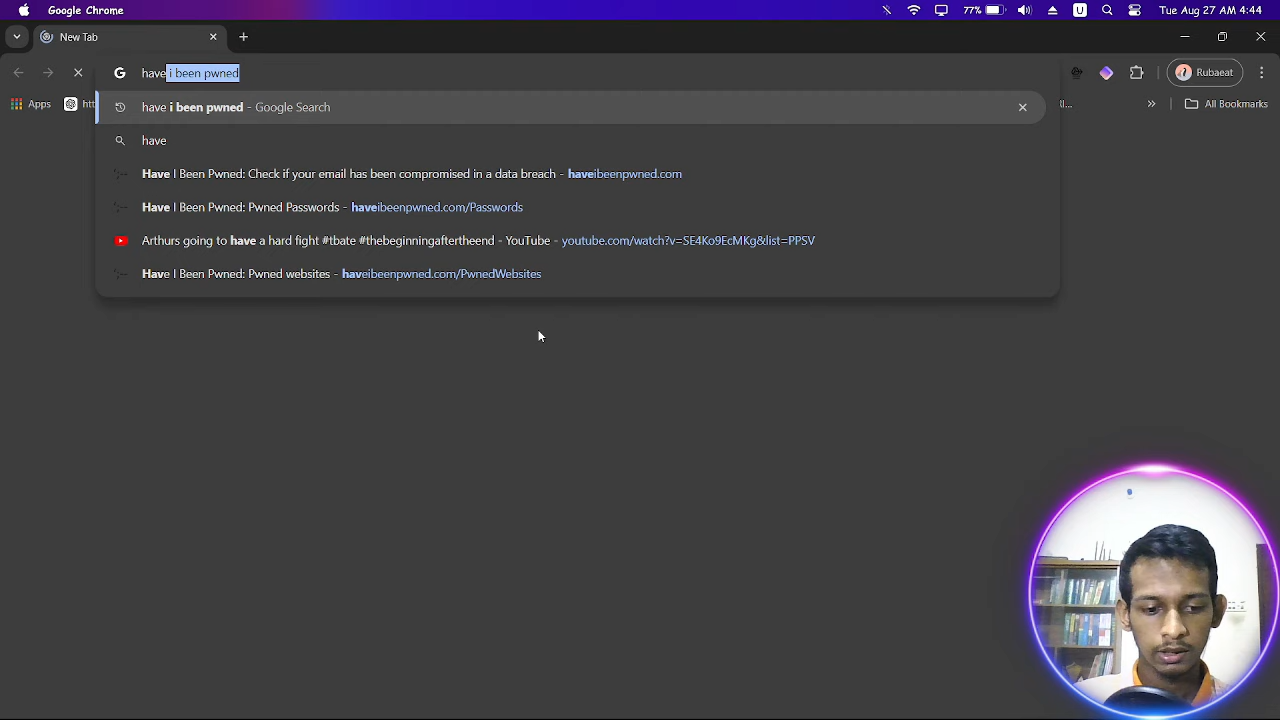 Google Chrome
77%
U
Tue Aug 27 AM 4:44
New Tab
have i been pwned
Rubaeat
Apps
htt
l...
All Bookmarks
have i been pwned - Google Search
have
Have I Been Pwned: Check if your email has been compromised in a data breach - haveibeenpwned.com
Have I Been Pwned: Pwned Passwords - haveibeenpwned.com/Passwords
Arthurs going to have a hard fight #tbate #thebeginningaftertheend - YouTube - youtube.com/watch?v=SE4Ko9EcMKg&list=PPSV
Have I Been Pwned: Pwned websites - haveibeenpwned.com/PwnedWebsites